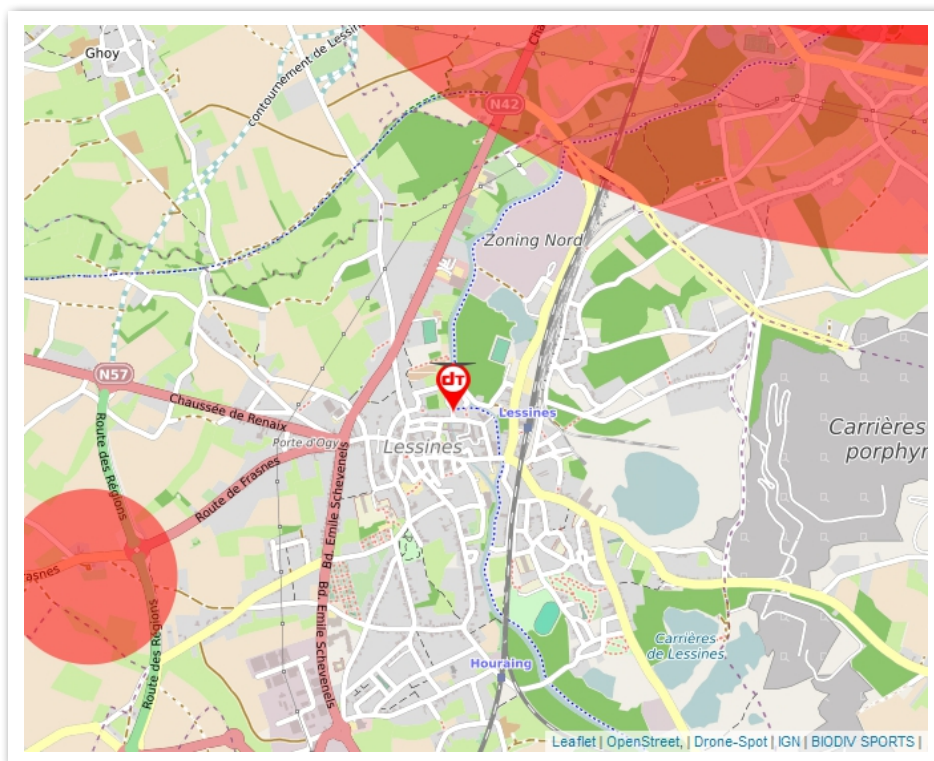 Ghoy
contournement de Lessin
Cha
N42
Zoning Nord
N57
Chaussée de Renaix
Porte d'Ogy
Lessines
Lessines
Carrières
porphyr
Route des Régions
Route de Frasnes
Bd. Emile Schevenels
rasnes
Route des Régions
Bd. Emile Schevenels
Carrières
de Lessines
Houraing
Leaflet | OpenStreet, | Drone-Spot | IGN | BIODIV SPORTS |